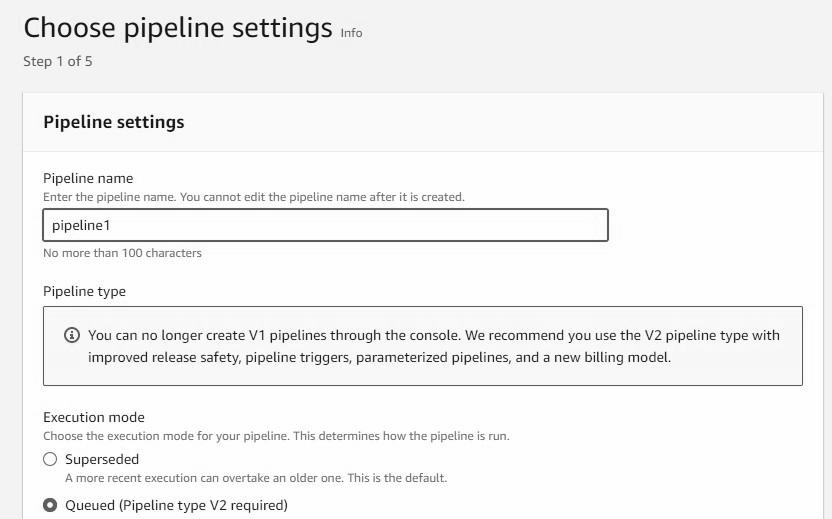 Choose pipeline settings Info
Step 1 of 5
Pipeline settings
Pipeline name
Enter the pipeline name. You cannot edit the pipeline name after it is created.
pipeline1
No more than 100 characters
Pipeline type
You can no longer create V1 pipelines through the console. We recommend you use the V2 pipeline type with
improved release safety, pipeline triggers, parameterized pipelines, and a new billing model.
Execution mode
Choose the execution mode for your pipeline. This determines how the pipeline is run.
Superseded
A more recent execution can overtake an older one. This is the default.
Queued (Pipeline type V2 required)